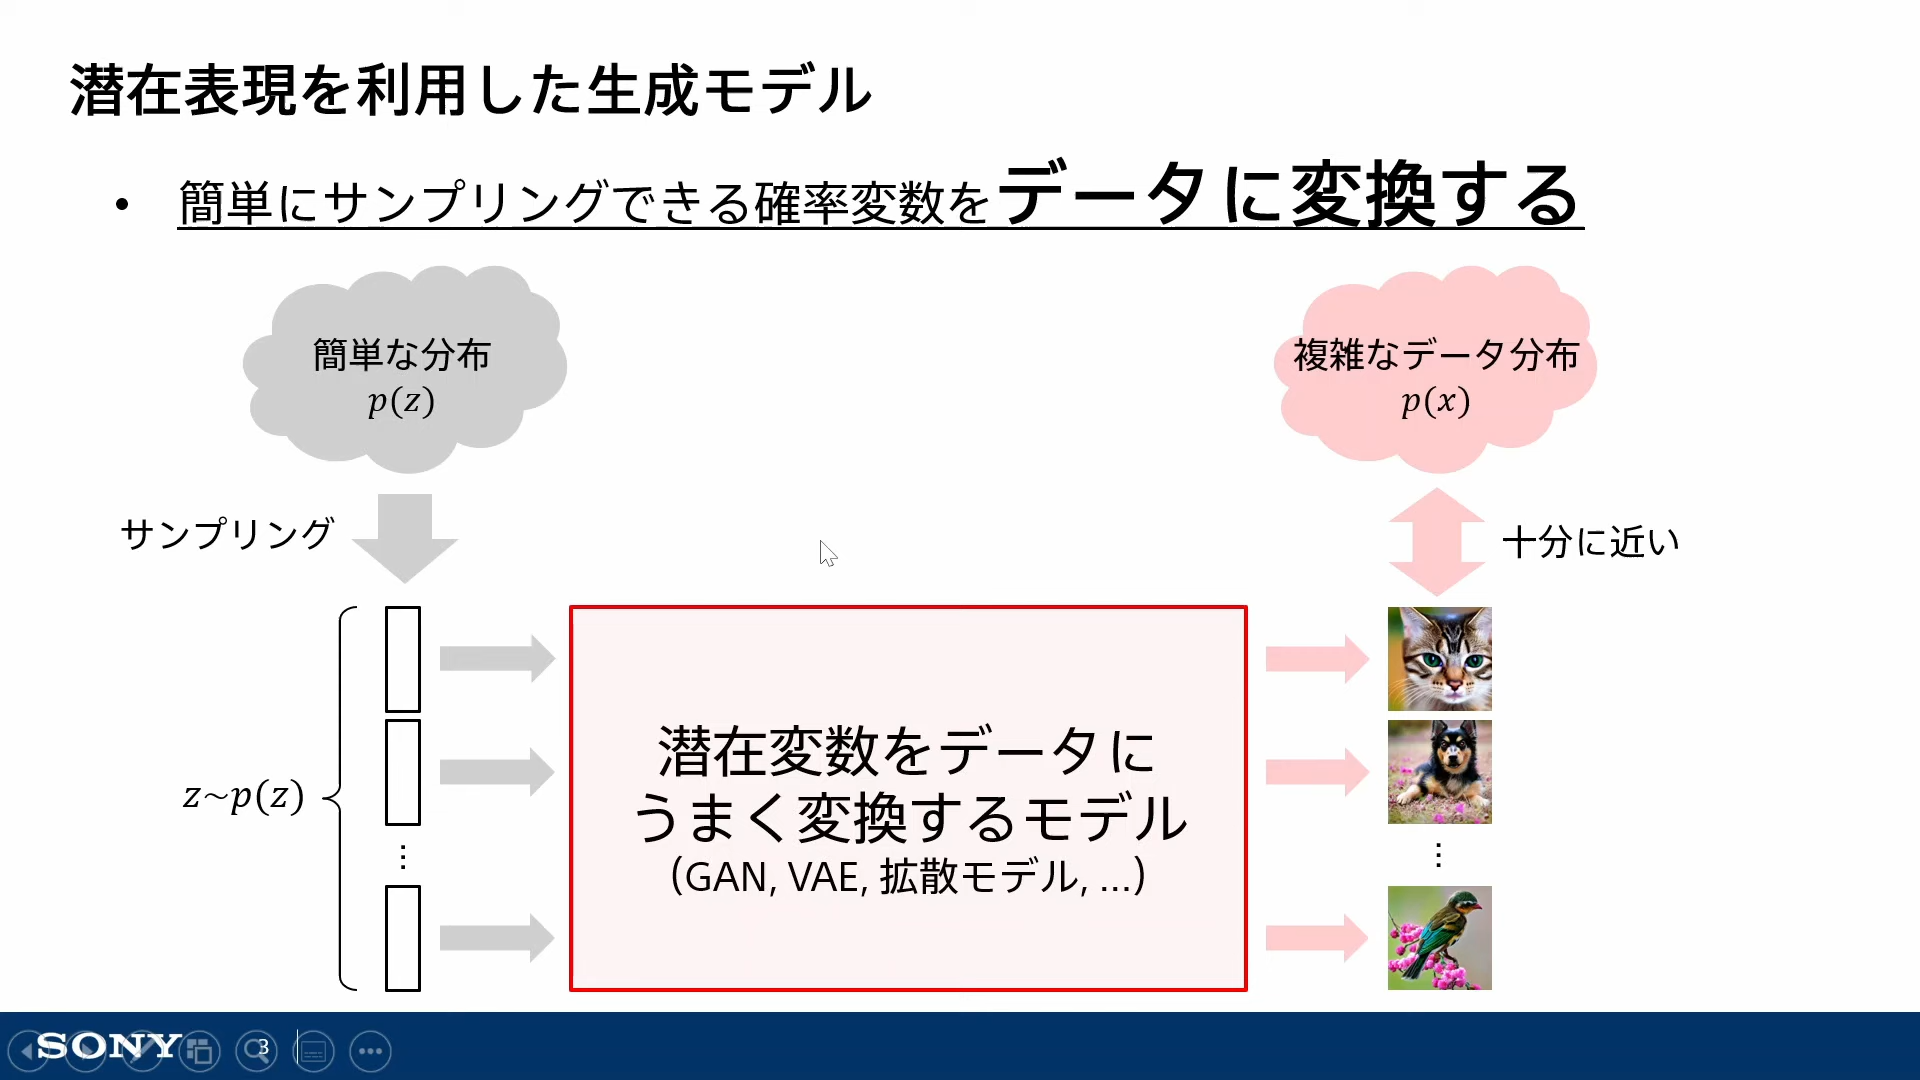 潜在表現を利用した生成モデル
• 簡単にサンプリングできる確率変数をデータに変換する
簡単な分布
p(z)
複雑なデータ分布
p(x)
サンプリング
十分に近い
z~p(z)
⋮
潜在変数をデータに
うまく変換するモデル
(GAN, VAE, 拡散モデル, ...)
⋮
SONY
3